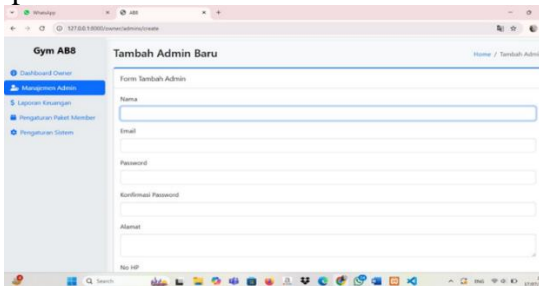 WhatsApp
AB8
127.0.0.1:8000/owner/admins/create
Gym AB8
Tambah Admin Baru
Home / Tambah Admi
Dashboard Owner
Manajemen Admin
Laporan Keuangan
Pengaturan Paket Member
Pengaturan Sistem
Form Tambah Admin
Nama
Email
Password
Konfirmasi Password
Alamat
No HP
Search
ENG